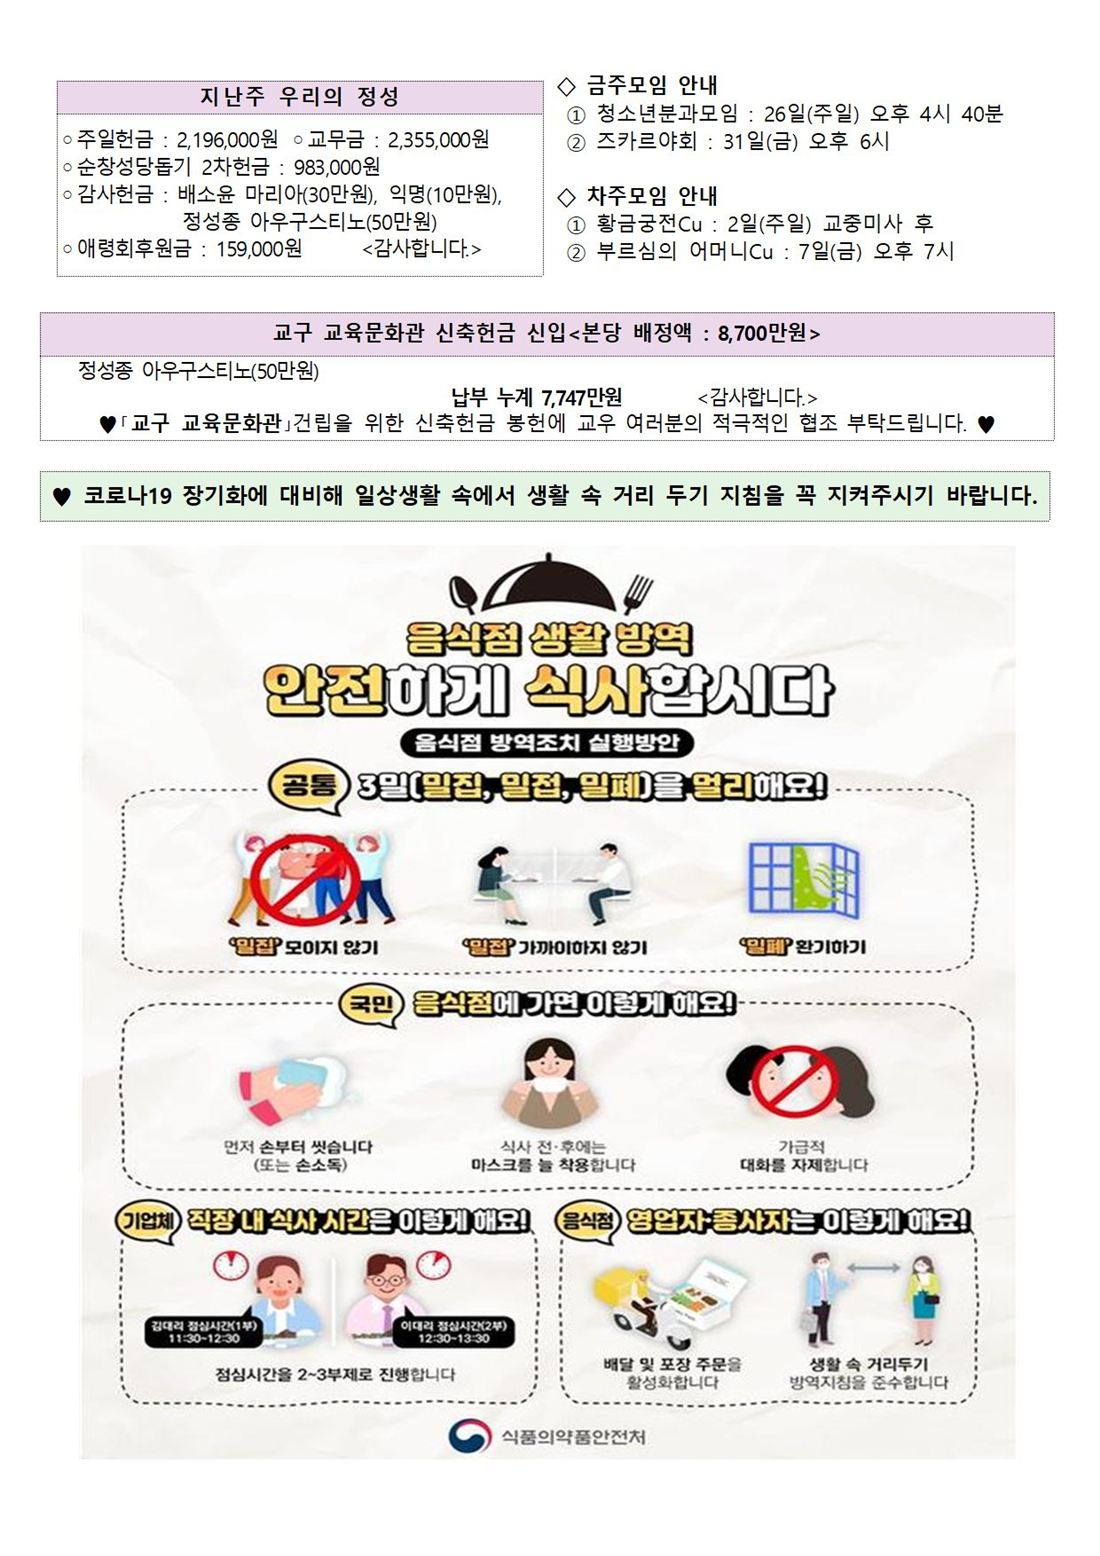 지난주 우리의 정성
○ 주일헌금 : 2,196,000원 ○ 교무금 : 2,355,000원
○ 순창성당돕기 2차헌금 : 983,000원
○ 감사헌금 : 배소윤 마리아(30만원), 익명(10만원),
정성종 아우구스티노(50만원)
○ 애령회후원금 : 159,000원 <감사합니다.>
◇ 금주모임 안내
① 청소년분과모임 : 26일(주일) 오후 4시 40분
② 즈카르야회 : 31일(금) 오후 6시
◇ 차주모임 안내
① 황금궁전Cu : 2일(주일) 교중미사 후
② 부르심의 어머니Cu : 7일(금) 오후 7시
교구 교육문화관 신축헌금 신입<본당 배정액 : 8,700만원>
정성종 아우구스티노(50만원)
납부 누계 7,747만원 <감사합니다.>
♥「교구 교육문화관」건립을 위한 신축헌금 봉헌에 교우 여러분의 적극적인 협조 부탁드립니다. ♥
♥ 코로나19 장기화에 대비해 일상생활 속에서 생활 속 거리 두기 지침을 꼭 지켜주시기 바랍니다.
음식점 생활 방역
안전하게 식사합시다
음식점 방역조치 실행방안
공통 3밀(밀집, 밀접, 밀폐)을 멀리해요!
'밀집' 모이지 않기
'밀접' 가까이하지 않기
'밀폐' 환기하기
국민 음식점에 가면 이렇게 해요!
먼저 손부터 씻습니다
(또는 손소독)
식사 전·후에는
마스크를 늘 착용합니다
가급적
대화를 자제합니다
기업체 직장 내 식사 시간은 이렇게 해요!
김대리 점심시간(1부)
11:30~12:30
이대리 점심시간(2부)
12:30~13:30
점심시간을 2~3부제로 진행합니다
음식점 영업자·종사자는 이렇게 해요!
배달 및 포장 주문을
활성화합니다
생활 속 거리두기
방역지침을 준수합니다
식품의약품안전처